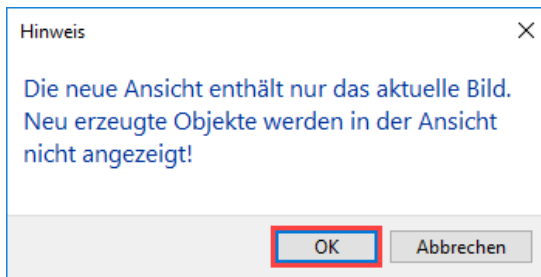 Hinweis
Die neue Ansicht enthält nur das aktuelle Bild.
Neu erzeugte Objekte werden in der Ansicht
nicht angezeigt!
OK
Abbrechen